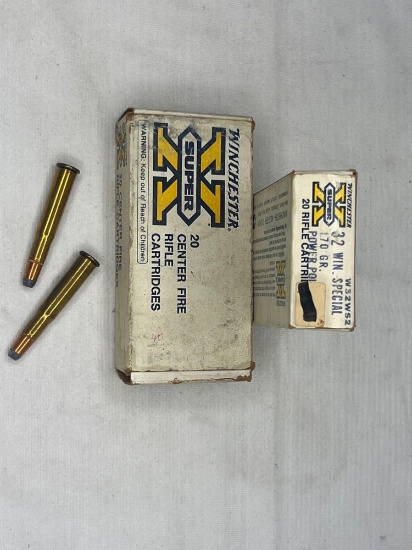 WINCHESTER
SUPER
X
20
CENTER FIRE
RIFLE
CARTRIDGES
WARNING: Keep out of Reach of Children
WINCHESTER
SUPER
X
20 RIFLE CARTRI
32 WIN. SPECIAL
170 GR.
POWER-PO
W32WS2